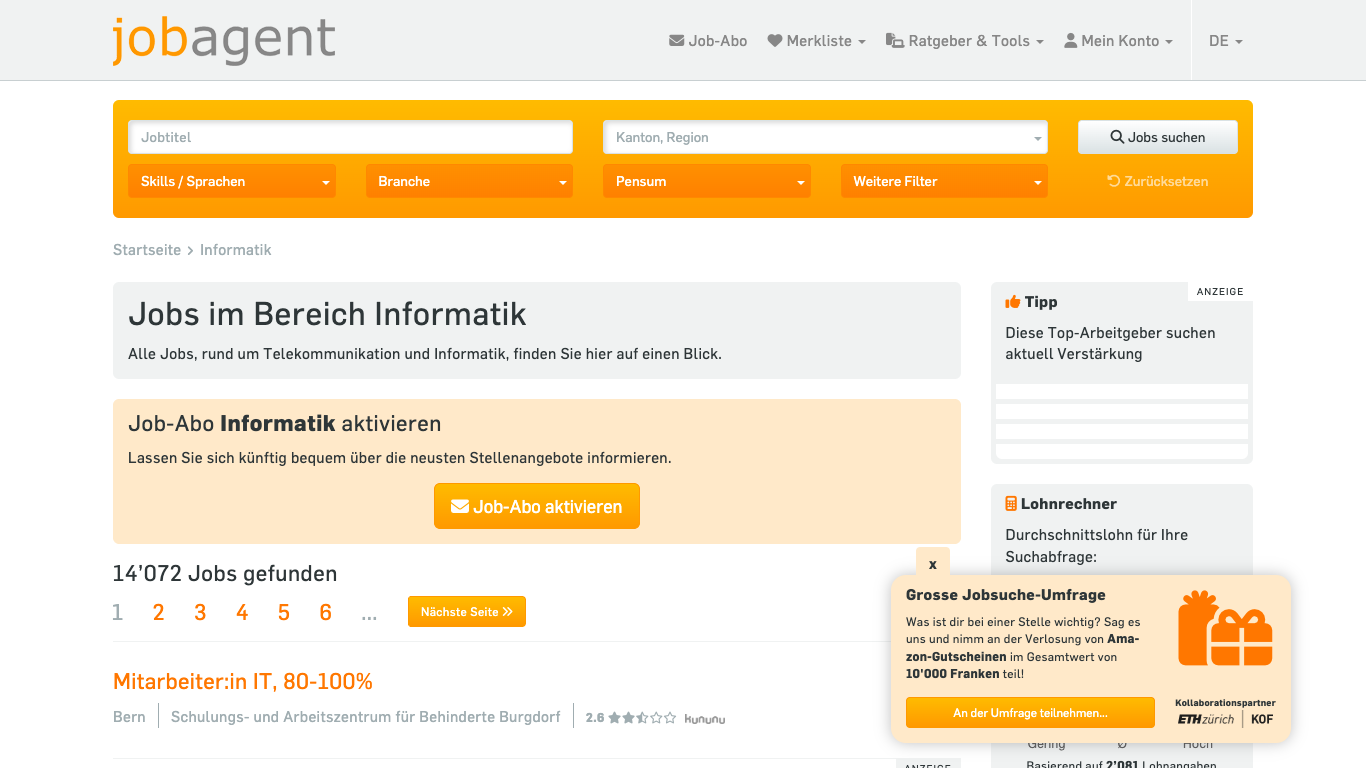 jobagent
Job-Abo
Merkliste
Ratgeber & Tools
Mein Konto
DE
Jobtitel
Kanton, Region
Jobs suchen
Skills / Sprachen
Branche
Pensum
Weitere Filter
Zurücksetzen
Startseite > Informatik
Jobs im Bereich Informatik
Alle Jobs, rund um Telekommunikation und Informatik, finden Sie hier auf einen Blick.
Job-Abo Informatik aktivieren
Lassen Sie sich künftig bequem über die neusten Stellenangebote informieren.
Job-Abo aktivieren
14’072 Jobs gefunden
1 2 3 4 5 6 ... Nächste Seite »
Mitarbeiter:in IT, 80-100%
Bern
Schulungs- und Arbeitszentrum für Behinderte Burgdorf
2.6
kununu
ANZEIGE
ANZEIGE
Tipp
Diese Top-Arbeitgeber suchen
aktuell Verstärkung
Lohnrechner
Durchschnittslohn für Ihre
Suchabfrage:
x
Grosse Jobsuche-Umfrage
Was ist dir bei einer Stelle wichtig? Sag es
uns und nimm an der Verlosung von Ama-
zon-Gutscheinen im Gesamtwert von
10’000 Franken teil!
An der Umfrage teilnehmen...
Kollaborationspartner
ETH zürich
KOF
Gering
Ø
Hoch
Basierend auf 2’081 Lohnangaben